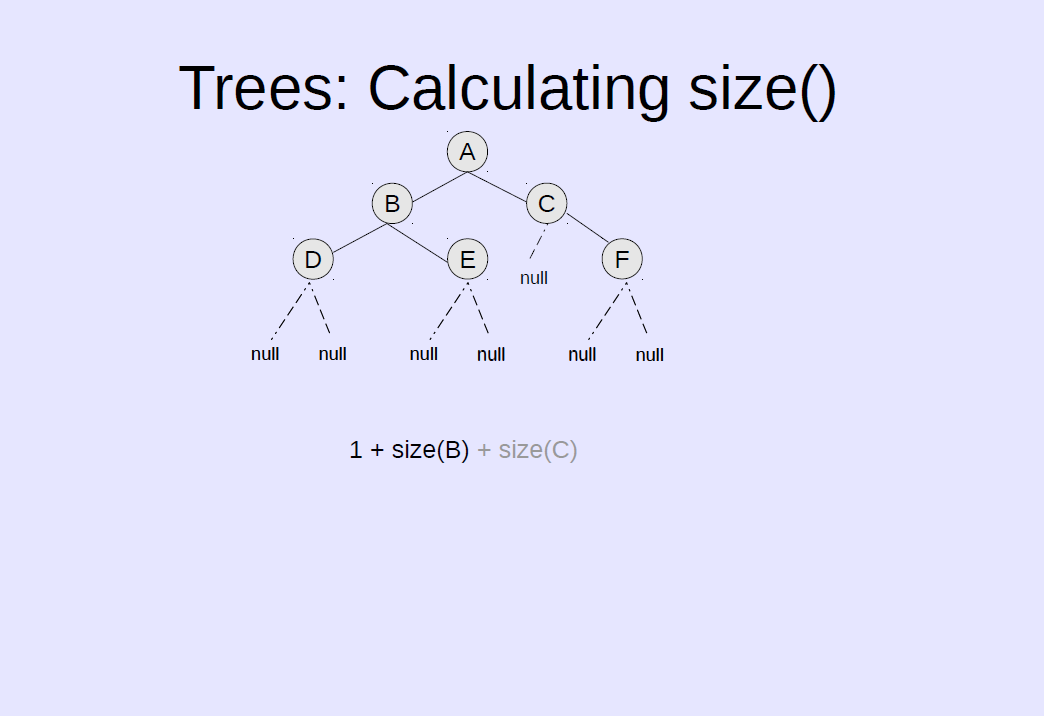 Trees: Calculating size()
A
B
C
D
E
F
null
null
null
null
null
null
null
1 + size(B) + size(C)